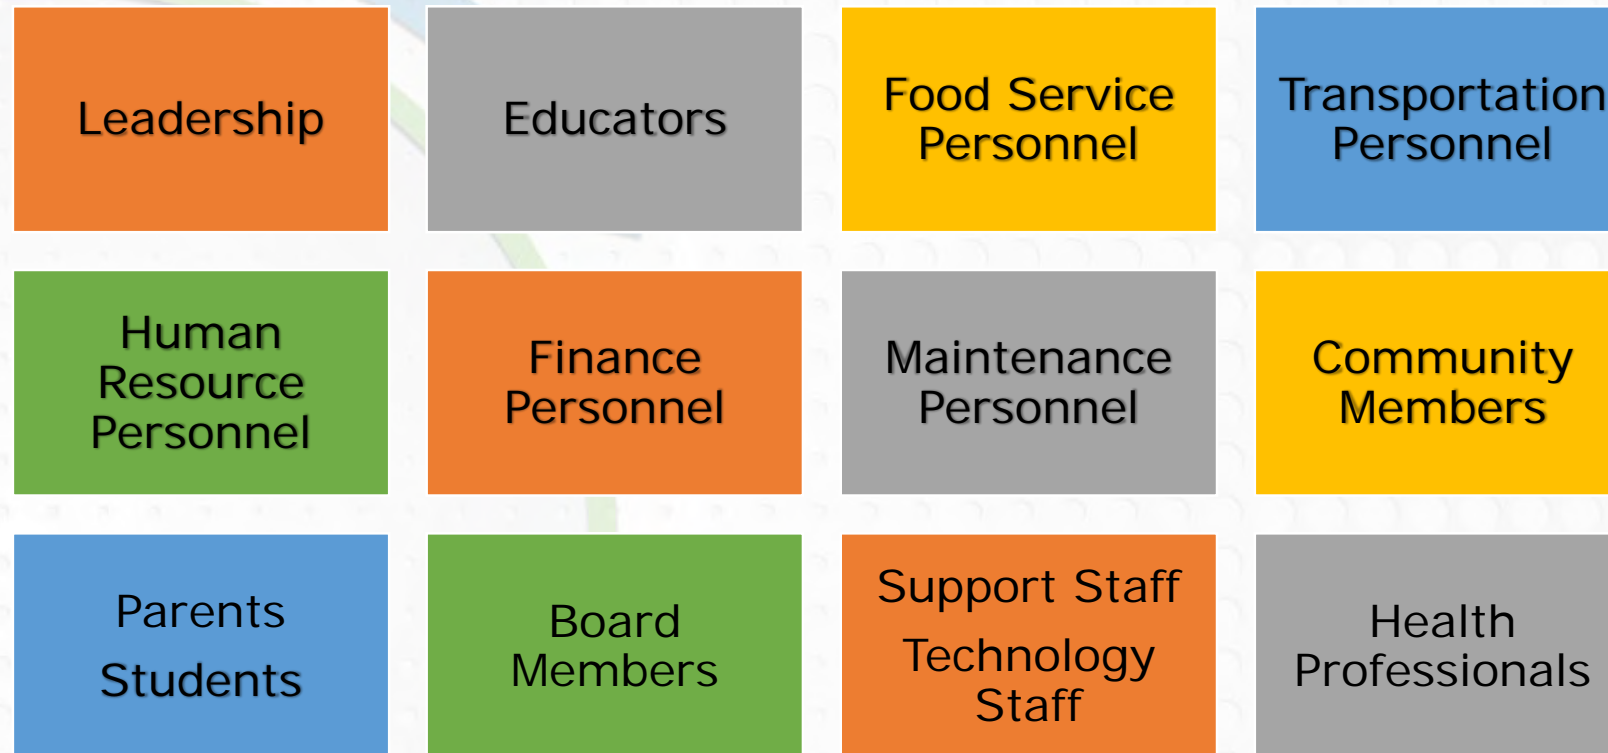 Leadership
Educators
Food Service
Personnel
Transportation
Personnel
Human
Resource
Personnel
Finance
Personnel
Maintenance
Personnel
Community
Members
Parents
Students
Board
Members
Support Staff
Technology
Staff
Health
Professionals